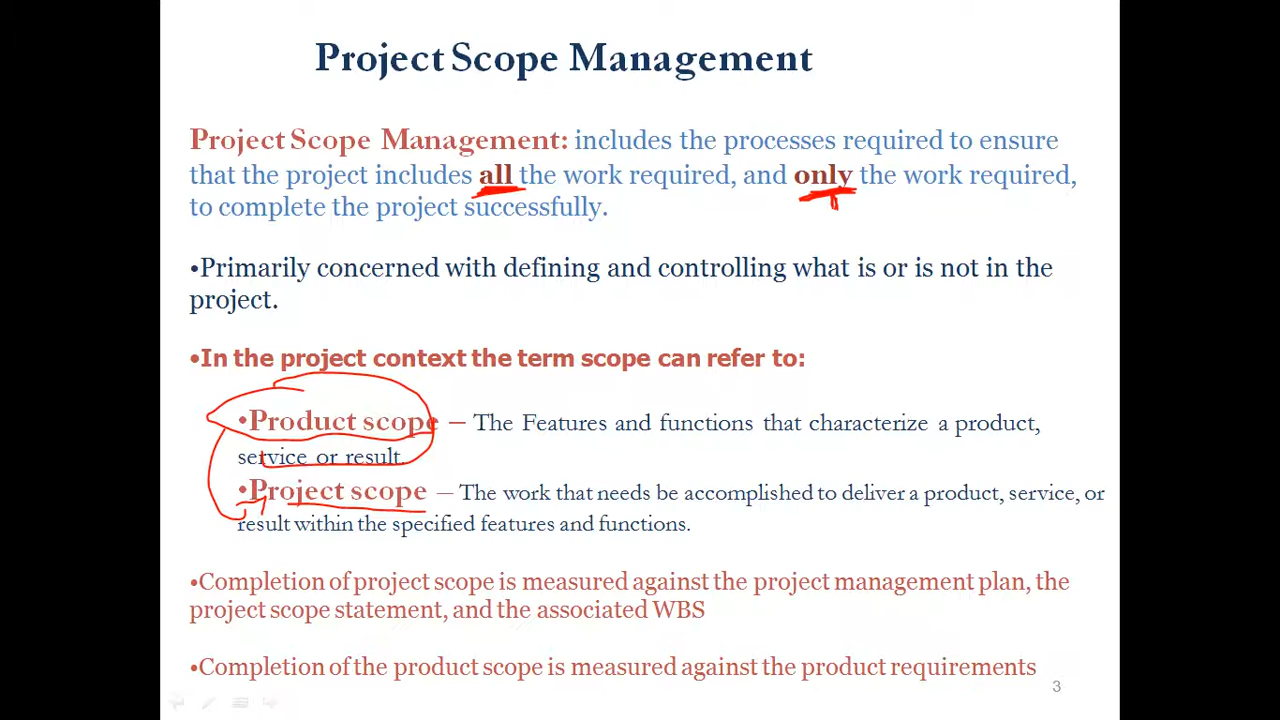 Project Scope Management
Project Scope Management: includes the processes required to ensure
that the project includes all the work required, and only the work required,
to complete the project successfully.
•Primarily concerned with defining and controlling what is or is not in the
project.
•In the project context the term scope can refer to:
•Product scope – The Features and functions that characterize a product,
service or result.
•Project scope – The work that needs be accomplished to deliver a product, service, or
result within the specified features and functions.
•Completion of project scope is measured against the project management plan, the
project scope statement, and the associated WBS
•Completion of the product scope is measured against the product requirements
3